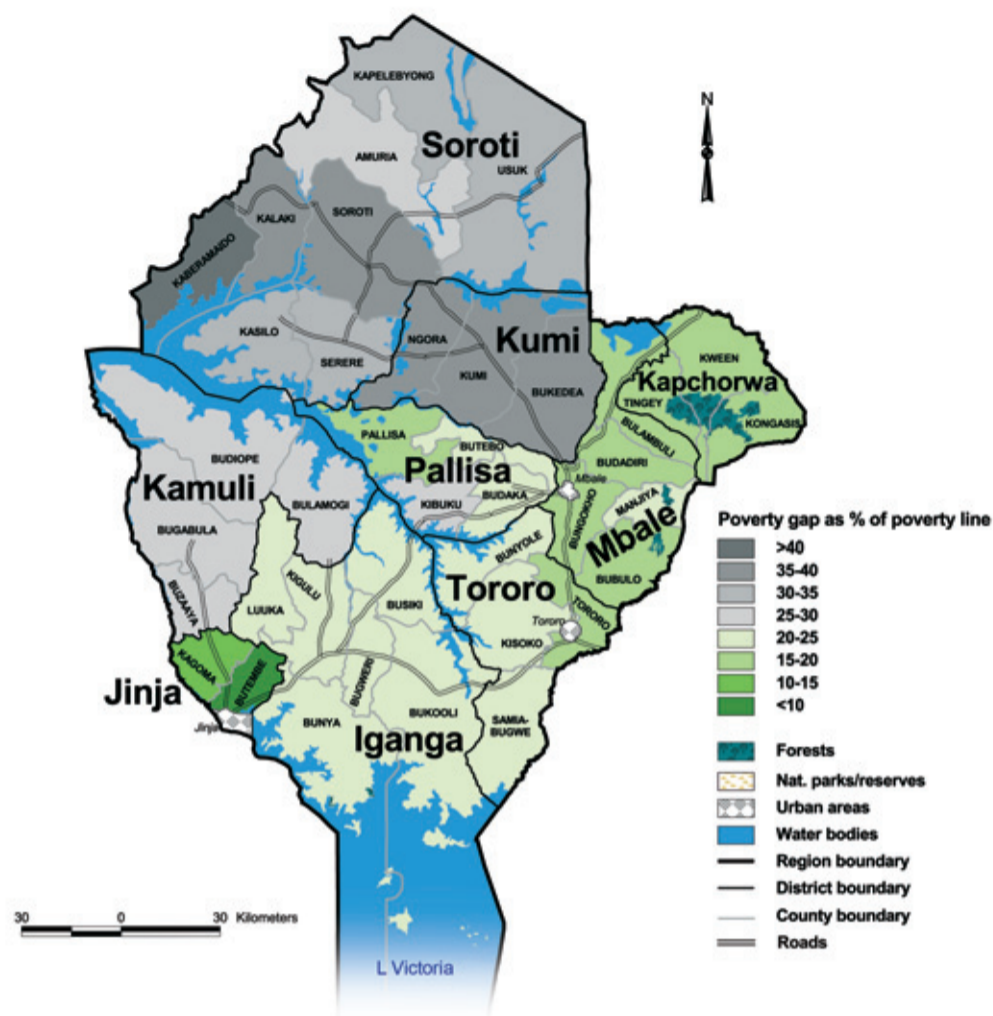 KAPELEBYONG
N
Soroti
AMURIA
USUK
KALAKI
SOROTI
KABERAMAIDO
KASILO
NGORA
Kumi
SERERE
KUMI
BUKEDEA
KWEEN
Kapchorwa
TINGEY
KONGASIS
PALLISA
BULAMBULI
BUTEBO
BUDIOPE
Pallisa
BUDADIRI
Kamuli
Mbale
BULAMOGI
KIBUKU
BUDAKA
MANJIYA
BUNGOKHO
BUGABULA
Mbale
BUNYOLE
KIGULU
Tororo
BUBULO
BUZAAYA
LUUKA
BUSIKI
TORORO
Tororo
KISOKO
KAGOMA
BUTEMBE
BUGWERI
Jinja
BUKOOLI
Jinja
BUNYA
SAMIA-
BUGWE
Iganga
L Victoria
30 0 30 Kilometers
Poverty gap as % of poverty line
>40
35-40
30-35
25-30
20-25
15-20
10-15
<10
Forests
Nat. parks/reserves
Urban areas
Water bodies
Region boundary
District boundary
County boundary
Roads